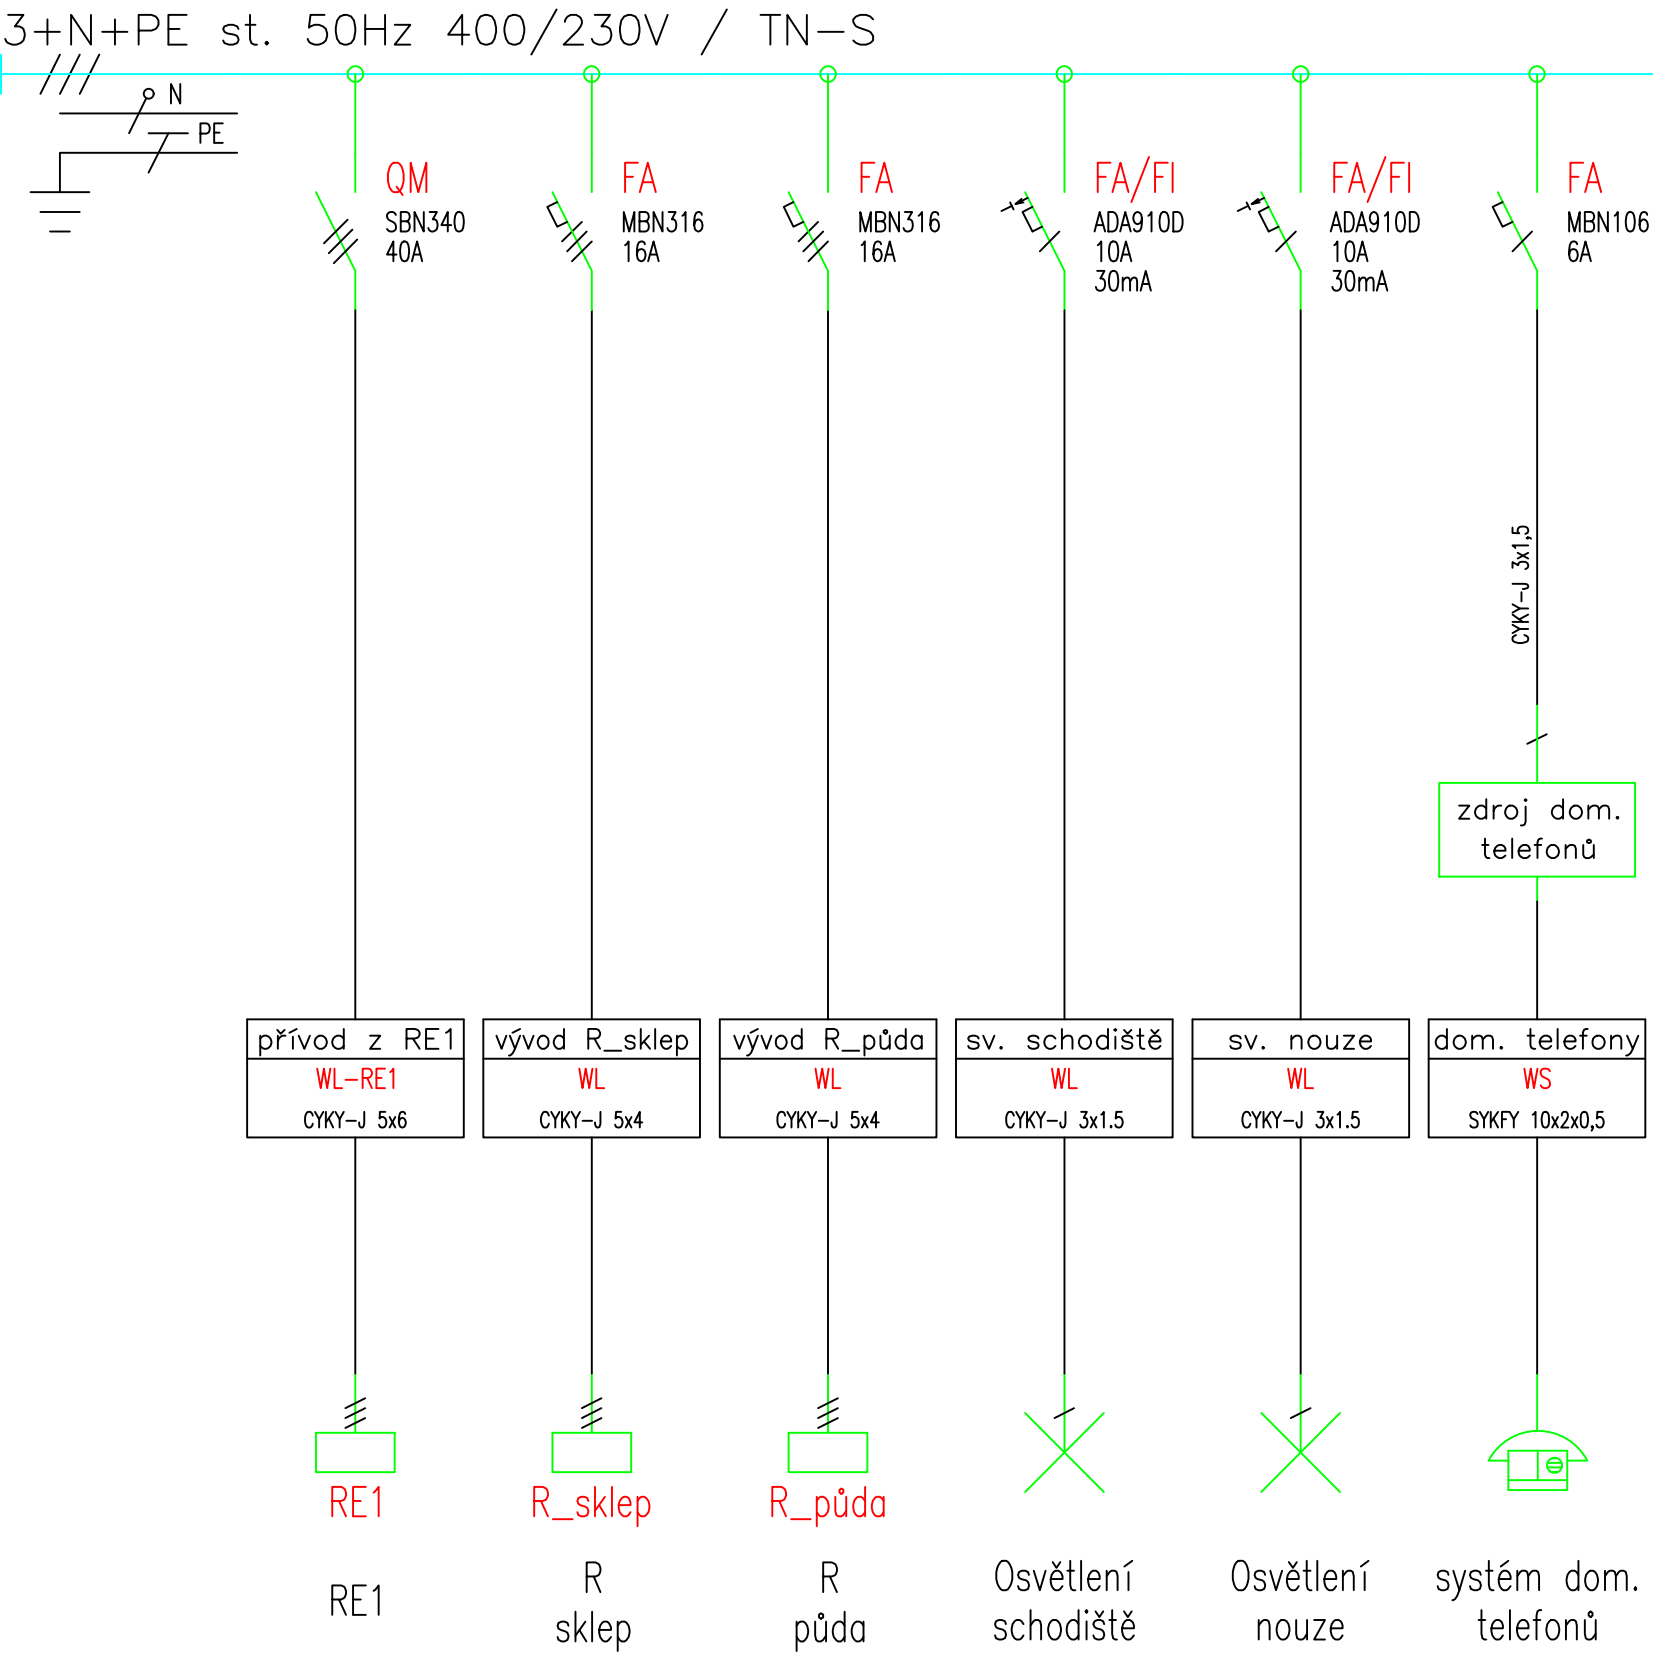 3+N+PE st. 50Hz 400/230V / TN-S
N
PE
QM
SBN340
40A
FA
MBN316
16A
FA
MBN316
16A
FA/FI
ADA910D
10A
30mA
FA/FI
ADA910D
10A
30mA
FA
MBN106
6A
CYKY-J 3x1,5
zdroj dom.
telefonů
přívod z RE1
WL-RE1
CYKY-J 5x6
vývod R_sklep
WL
CYKY-J 5x4
vývod R_půda
WL
CYKY-J 5x4
sv. schodiště
WL
CYKY-J 3x1.5
sv. nouze
WL
CYKY-J 3x1.5
dom. telefony
WS
SYKFY 10x2x0,5
RE1
R_sklep
R_půda
RE1
R
sklep
R
půda
Osvětlení
schodiště
Osvětlení
nouze
systém dom.
telefonů